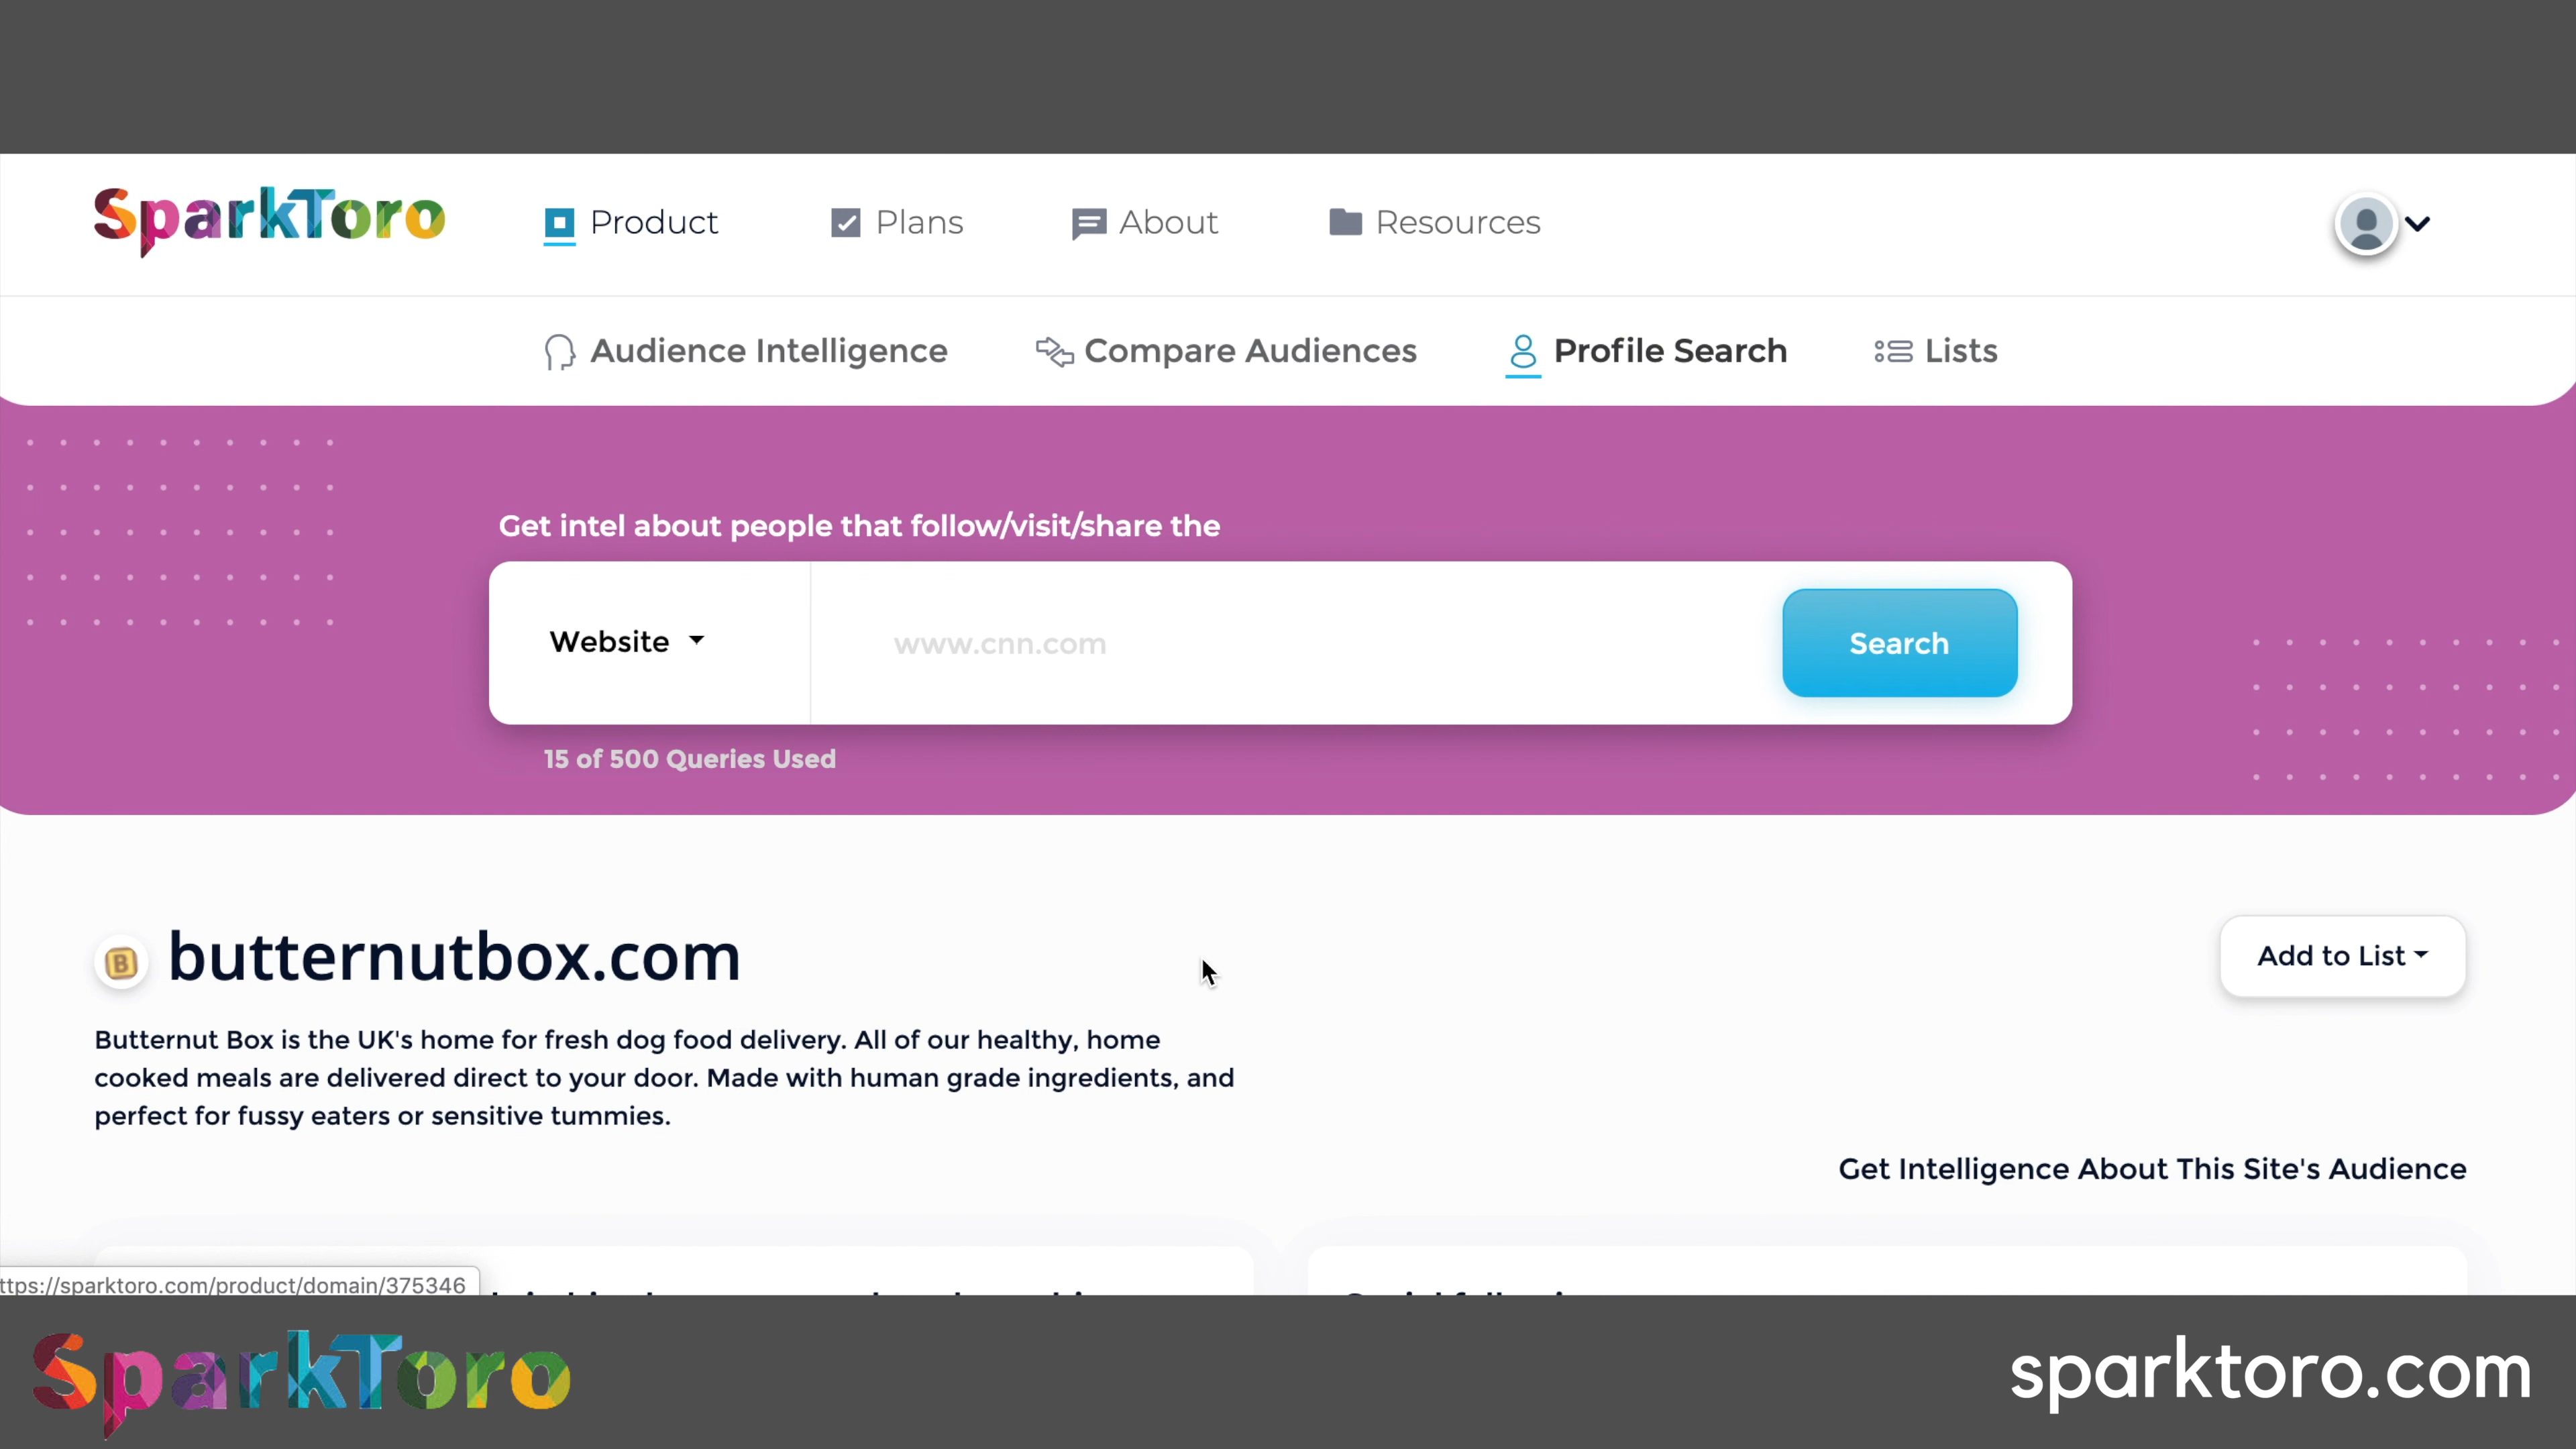 SparkToro
Product
Plans
About
Resources
Audience Intelligence
Compare Audiences
Profile Search
Lists
Get intel about people that follow/visit/share the
Website
www.cnn.com
Search
15 of 500 Queries Used
B
butternutbox.com
Add to List
Butternut Box is the UK's home for fresh dog food delivery. All of our healthy, home
cooked meals are delivered direct to your door. Made with human grade ingredients, and
perfect for fussy eaters or sensitive tummies.
Get Intelligence About This Site's Audience
ttps://sparktoro.com/product/domain/375346
SparkToro
sparktoro.com